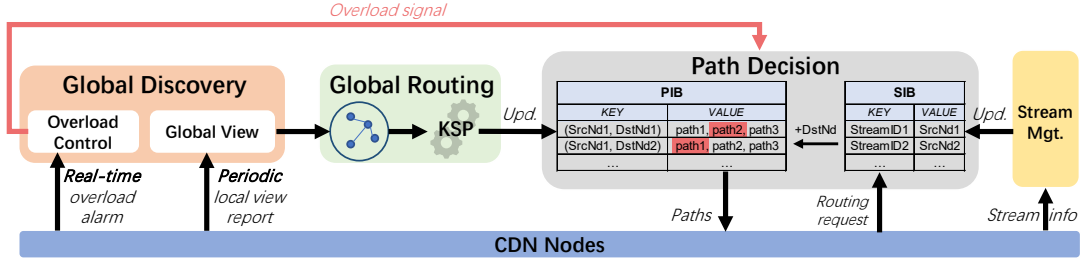 Overload signal
Global Discovery
Overload
Control
Global View
Real-time
overload
alarm
Periodic
local view
report
Global Routing
KSP
Upd.
Path Decision
PIB
KEY VALUE
(SrcNd1, DstNd1) path1, path2, path3
(SrcNd1, DstNd2) path1, path2, path3
... ...
+DstNd
SIB
KEY VALUE
StreamID1 SrcNd1
StreamID2 SrcNd2
... ...
Upd.
Stream
Mgt.
Paths
Routing
request
Stream info
CDN Nodes